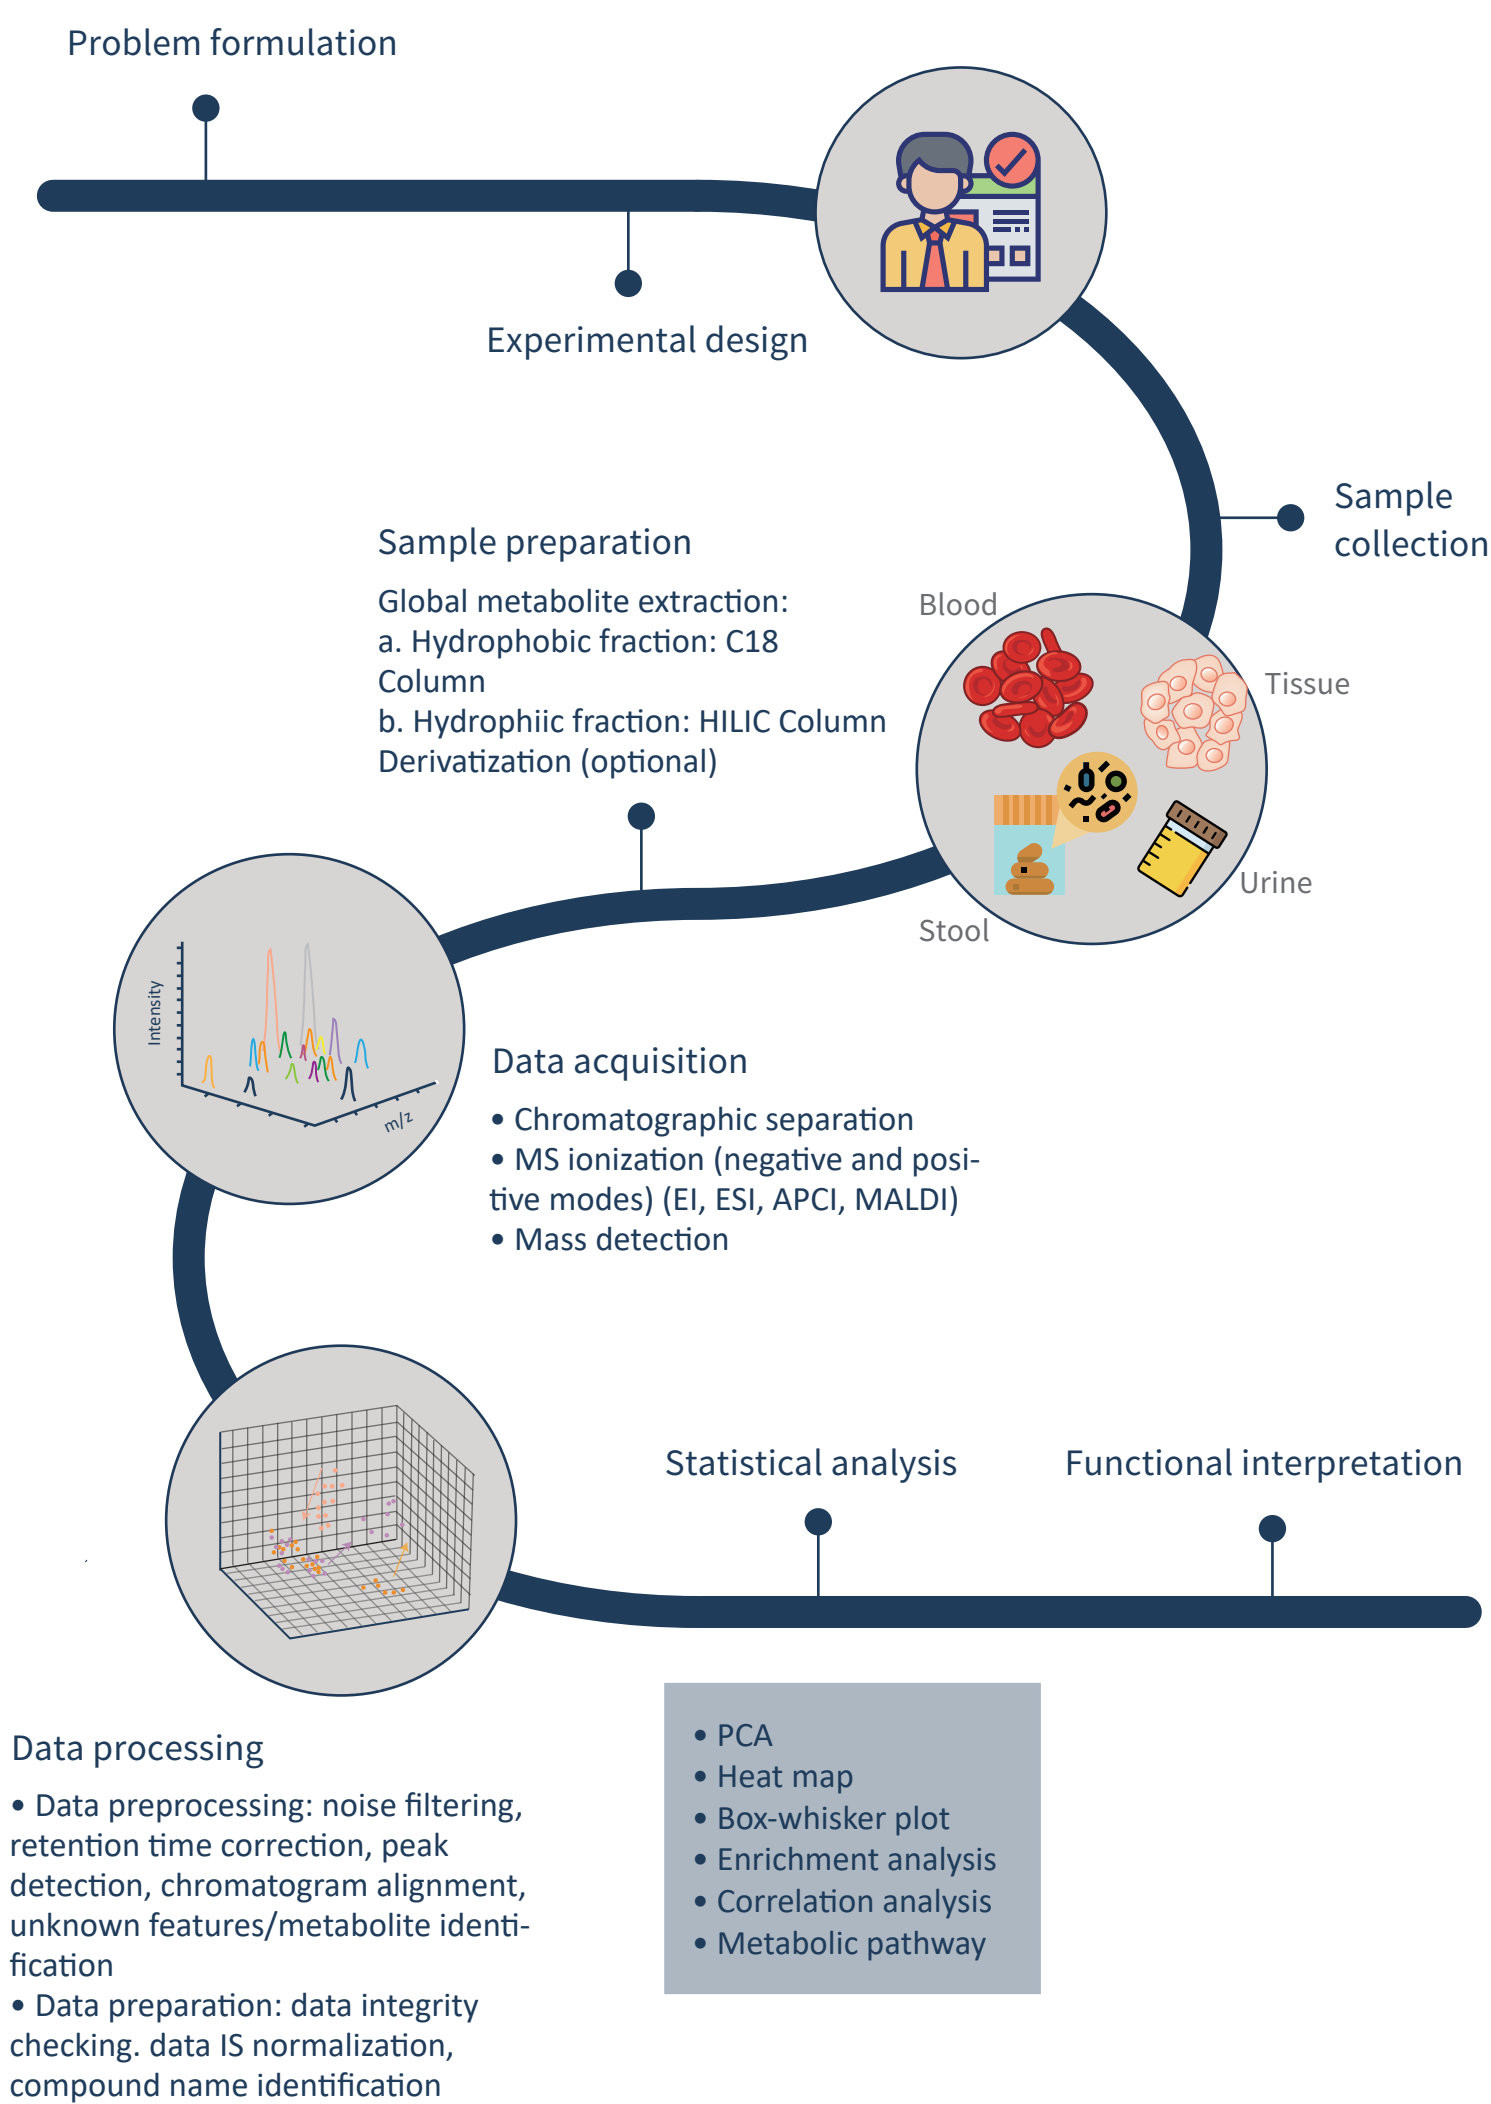 Problem formulation
Experimental design
Sample
collection
Sample preparation
Global metabolite extraction:
a. Hydrophobic fraction: C18
Column
b. Hydrophiic fraction: HILIC Column
Derivatization (optional)
Blood
Tissue
Stool
Urine
Intensity
m/z
Data acquisition
• Chromatographic separation
• MS ionization (negative and posi-
tive modes) (EI, ESI, APCI, MALDI)
• Mass detection
Statistical analysis
Functional interpretation
• PCA
• Heat map
• Box-whisker plot
• Enrichment analysis
• Correlation analysis
• Metabolic pathway
Data processing
• Data preprocessing: noise filtering,
retention time correction, peak
detection, chromatogram alignment,
unknown features/metabolite identi-
fication
• Data preparation: data integrity
checking. data IS normalization,
compound name identification